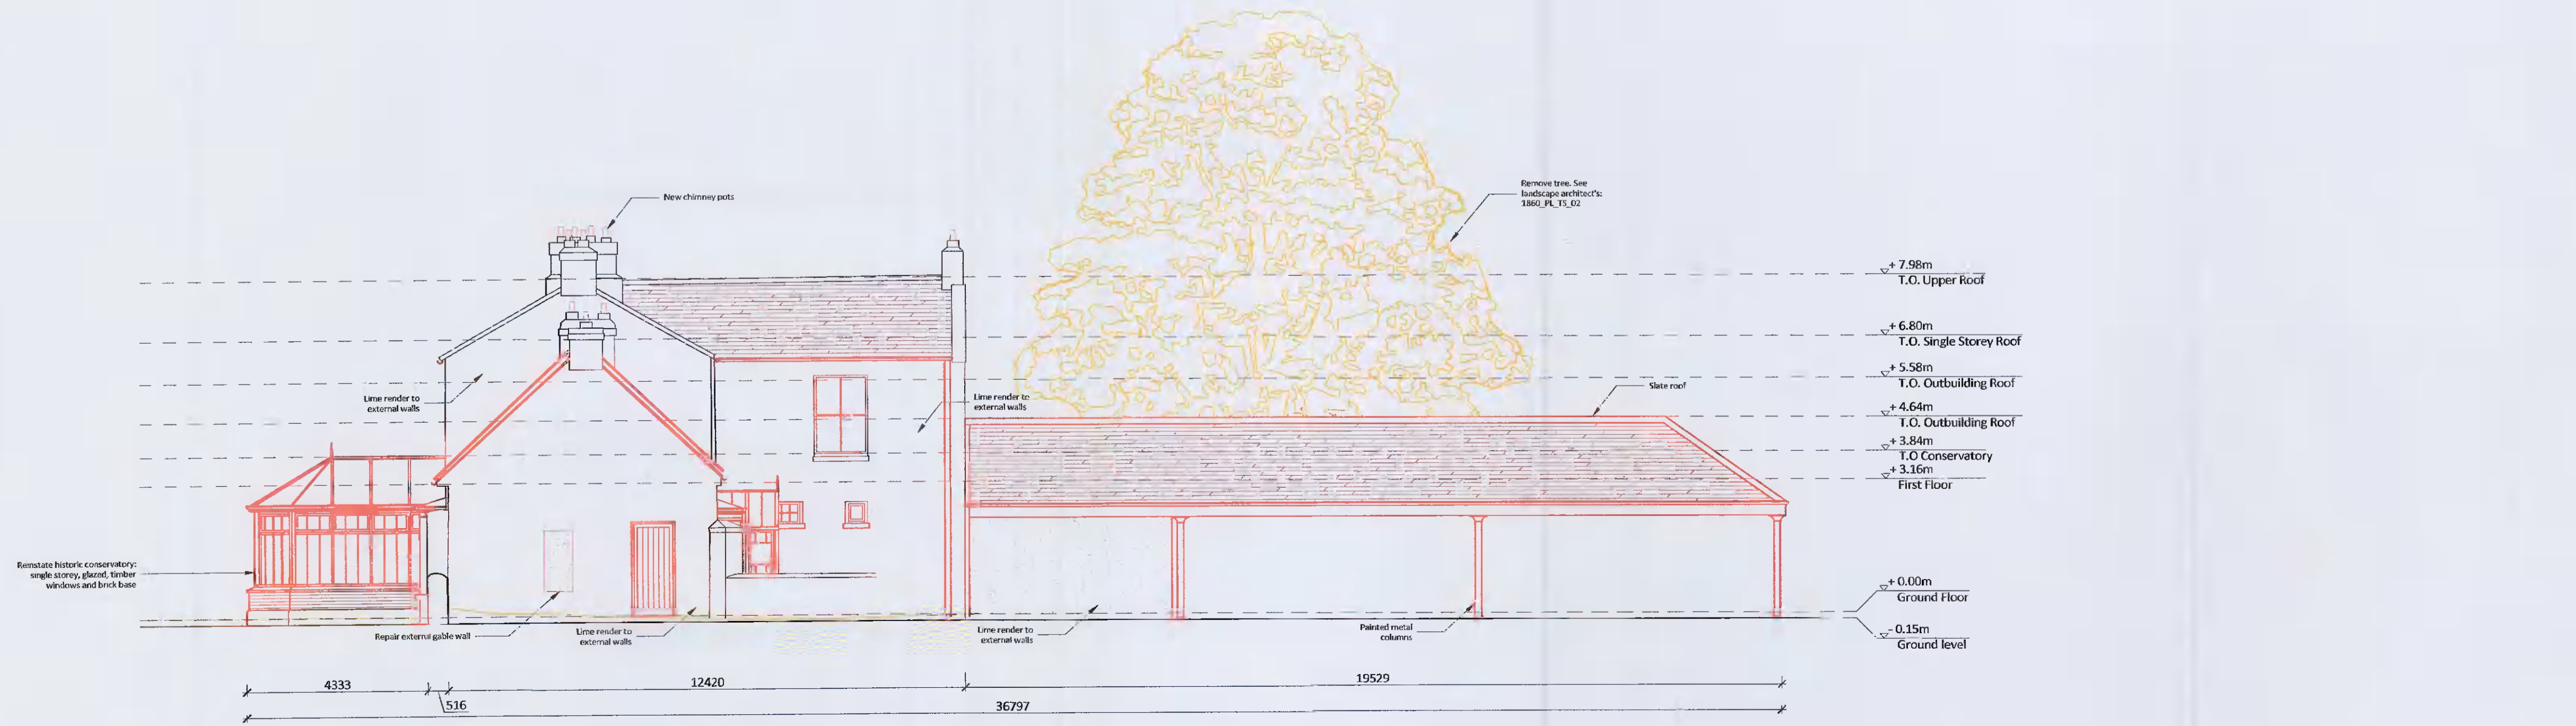 New chimney pots
Remove tree. See
landscape architect's:
1860_PL_T5_02
+ 7.98m
T.O. Upper Roof
+ 6.80m
T.O. Single Storey Roof
+ 5.58m
T.O. Outbuilding Roof
Slate roof
Lime render to
external walls
Lime render to
external walls
+ 4.64m
T.O. Outbuilding Roof
+ 3.84m
T.O Conservatory
+ 3.16m
First Floor
Reinstate historic conservatory:
single storey, glazed, timber
windows and brick base
+ 0.00m
Ground Floor
Repair external gable wall
Lime render to
external walls
Lime render to
external walls
Painted metal
columns
- 0.15m
Ground level
4333
12420
19529
516
36797